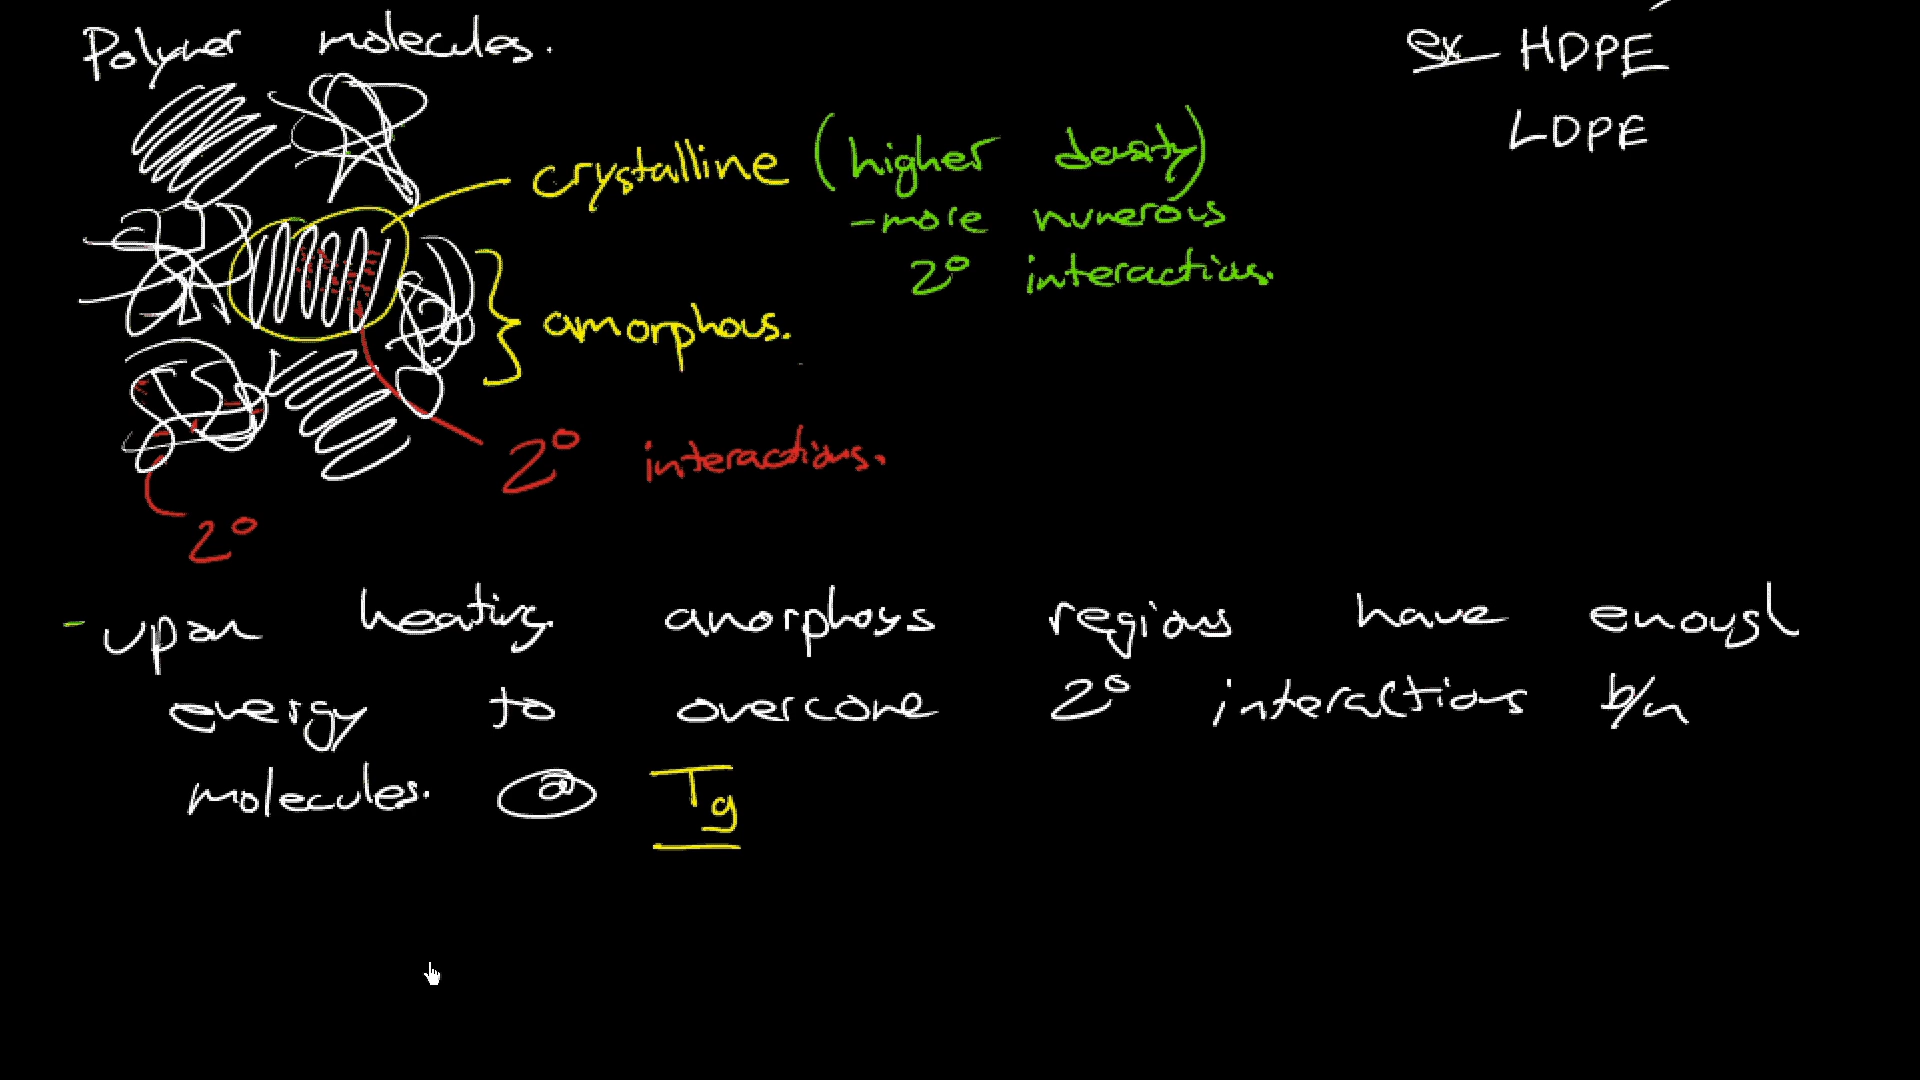 Polymer molecules.
ex HDPE
LDPE
crystalline (higher density)
- more numerous
2° interactions.
amorphous.
2° interactions.
2°
- upon heating amorphous regions have enough
energy to overcome 2° interactions b/n
molecules. @ Tg